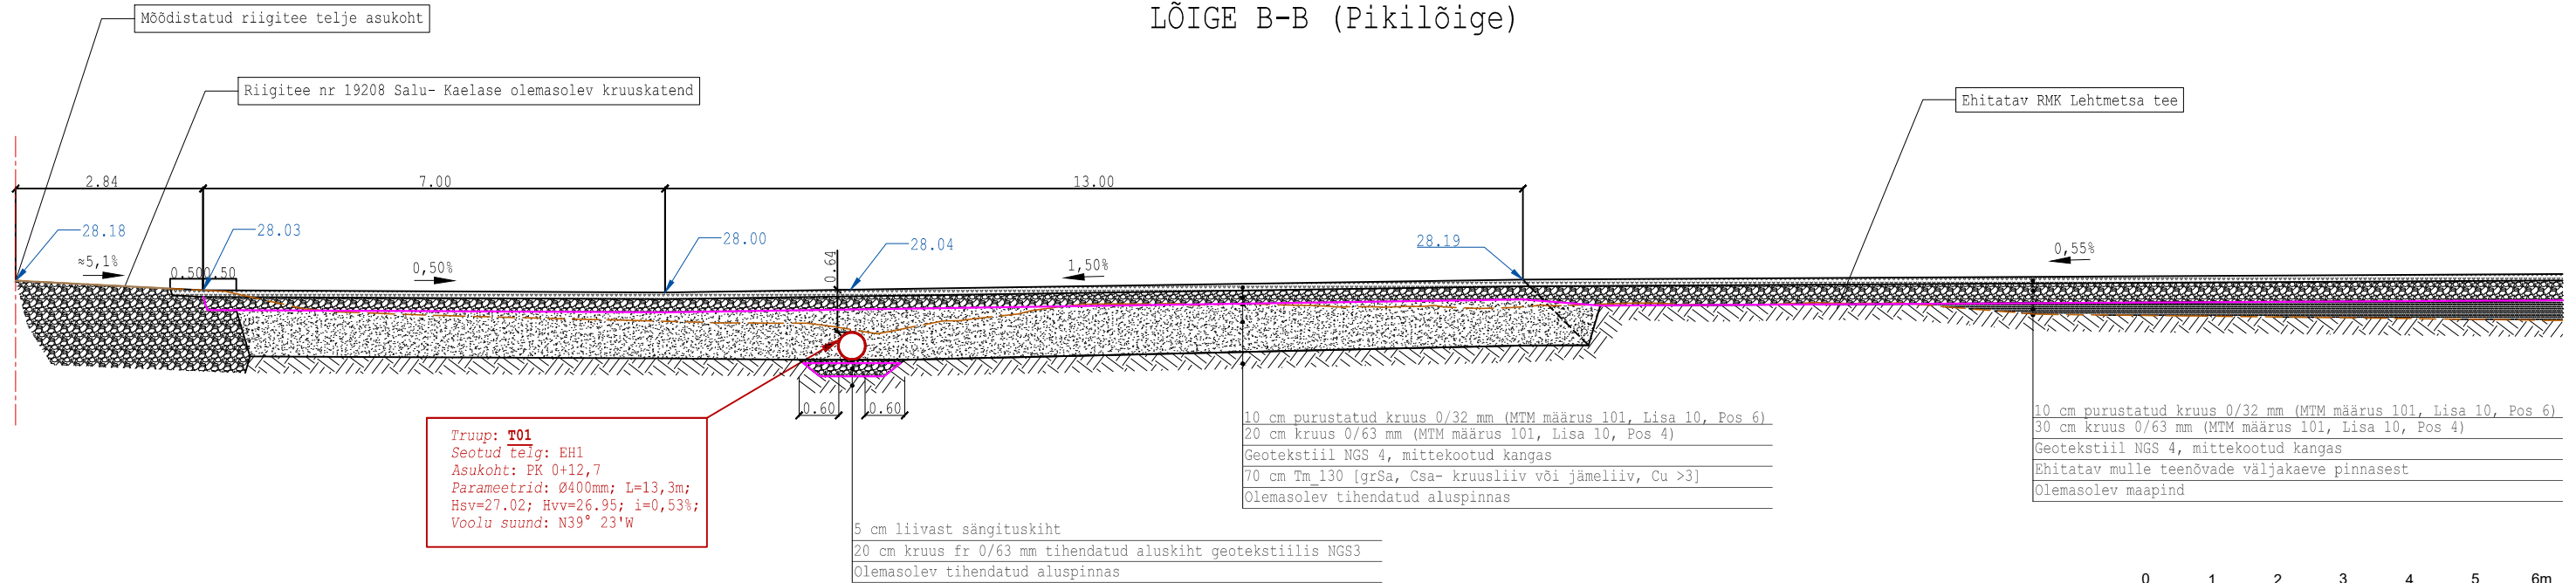 LÕIGE B-B (Pikilõige)
Mõõdistatud riigitee telje asukoht
Riigitee nr 19208 Salu- Kaelase olemasolev kruuskatend
Ehitatav RMK Lehtmetsa tee
2.84
7.00
13.00
28.18
28.03
28.00
28.04
28.19
≈5,1%
0.500.50
0,50%
0.64
1,50%
0,55%
0.60
0.60
Truup: T01
Seotud telg: EH1
Asukoht: PK 0+12,7
Parameetrid: Ø400mm; L=13,3m;
Hsv=27.02; Hvv=26.95; i=0,53%;
Voolu suund: N39° 23'W
5 cm liivast sängituskiht
20 cm kruus fr 0/63 mm tihendatud aluskiht geotekstiilis NGS3
Olemasolev tihendatud aluspinnas
10 cm purustatud kruus 0/32 mm (MTM määrus 101, Lisa 10, Pos 6)
20 cm kruus 0/63 mm (MTM määrus 101, Lisa 10, Pos 4)
Geotekstiil NGS 4, mittekootud kangas
70 cm Tm_130 [grSa, Csa- kruusliiv või jämeliiv, Cu >3]
Olemasolev tihendatud aluspinnas
10 cm purustatud kruus 0/32 mm (MTM määrus 101, Lisa 10, Pos 6)
30 cm kruus 0/63 mm (MTM määrus 101, Lisa 10, Pos 4)
Geotekstiil NGS 4, mittekootud kangas
Ehitatav mulle teenõvade väljakaeve pinnasest
Olemasolev maapind
0 1 2 3 4 5 6m